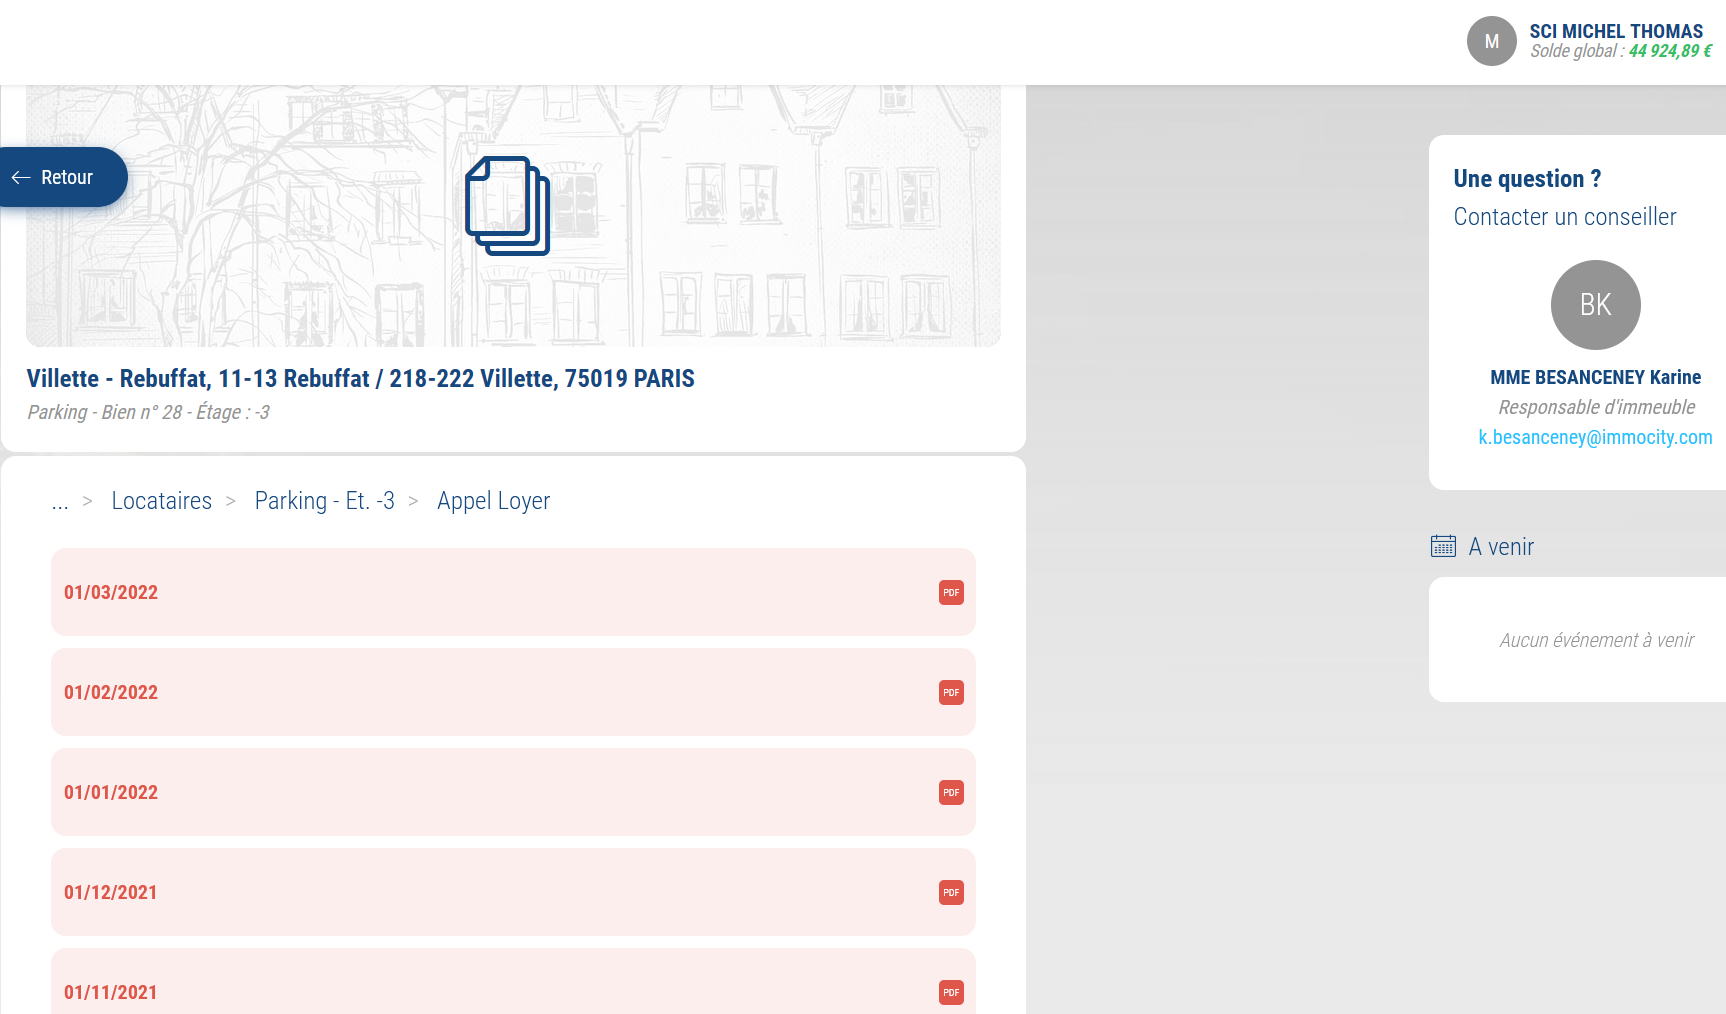 M
SCI MICHEL THOMAS
Solde global : 44 924,89 €
← Retour
Villette - Rebuffat, 11-13 Rebuffat / 218-222 Villette, 75019 PARIS
Parking - Bien n° 28 - Étage : -3
... > Locataires > Parking - Et. -3 > Appel Loyer
01/03/2022 PDF
01/02/2022 PDF
01/01/2022 PDF
01/12/2021 PDF
01/11/2021 PDF
Une question ?
Contacter un conseiller
BK
MME BESANCENEY Karine
Responsable d'immeuble
k.besanceney@immocity.com
A venir
Aucun événement à venir